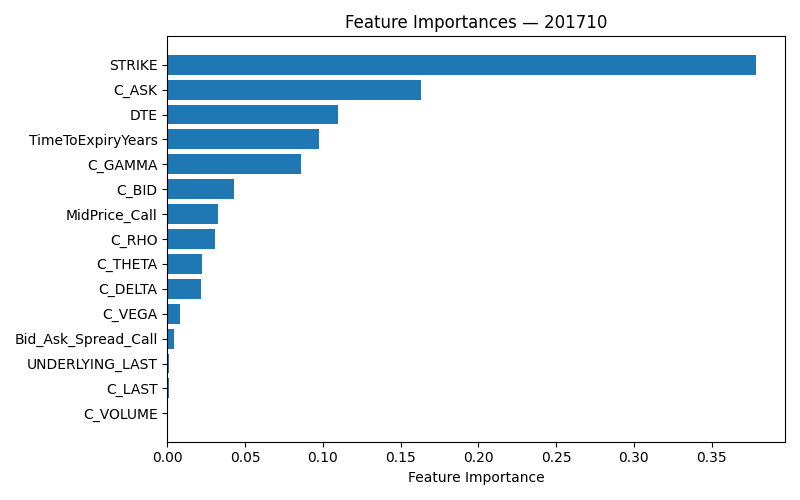 Feature Importances — 201710
STRIKE
C_ASK
DTE
TimeToExpiryYears
C_GAMMA
C_BID
MidPrice_Call
C_RHO
C_THETA
C_DELTA
C_VEGA
Bid_Ask_Spread_Call
UNDERLYING_LAST
C_LAST
C_VOLUME
0.00 0.05 0.10 0.15 0.20 0.25 0.30 0.35
Feature Importance